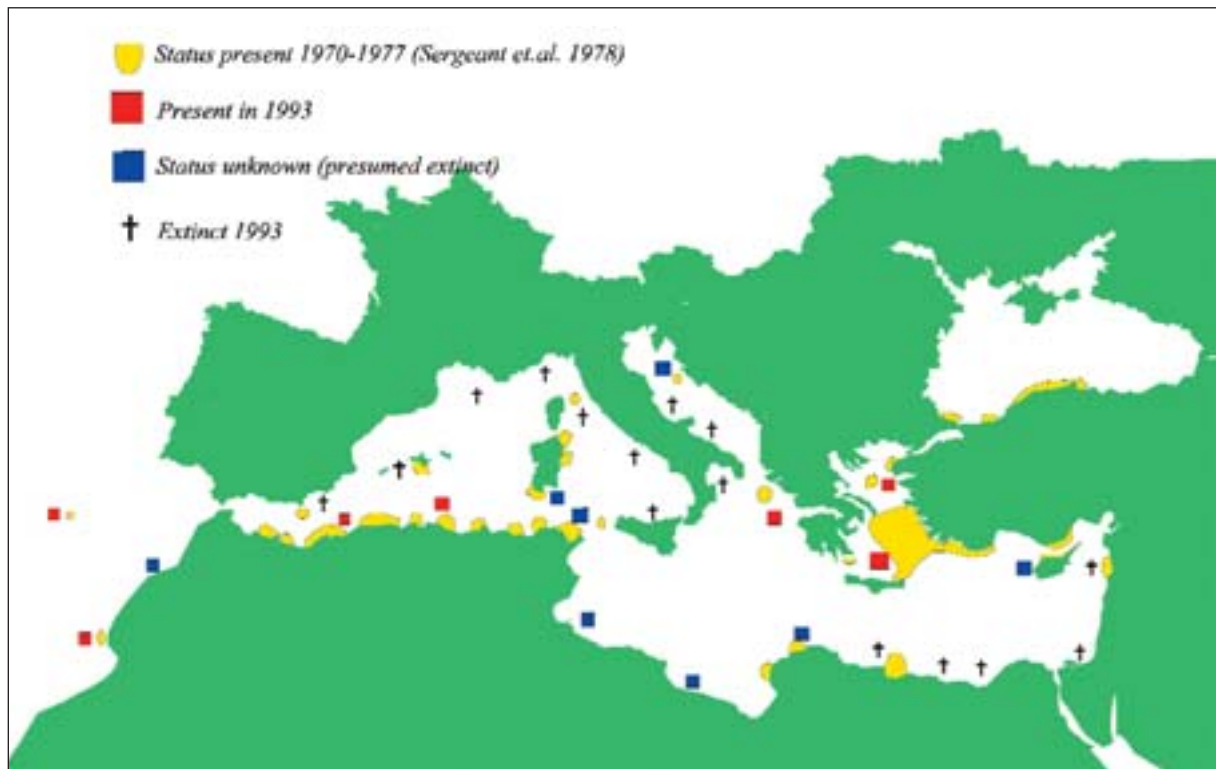 Status present 1970-1977 (Sergeant et.al. 1978)
Present in 1993
Status unknown (presumed extinct)
Extinct 1993